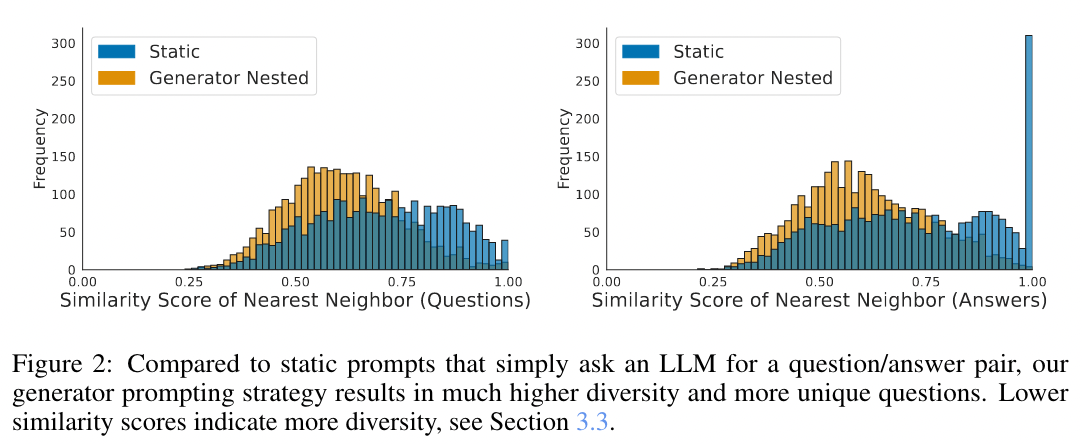 300
250
200
150
100
50
0
Frequency
Static
Generator Nested
0.00 0.25 0.50 0.75 1.00
Similarity Score of Nearest Neighbor (Questions)
300
250
200
150
100
50
0
Frequency
Static
Generator Nested
0.00 0.25 0.50 0.75 1.00
Similarity Score of Nearest Neighbor (Answers)
Figure 2: Compared to static prompts that simply ask an LLM for a question/answer pair, our
generator prompting strategy results in much higher diversity and more unique questions. Lower
similarity scores indicate more diversity, see Section 3.3.